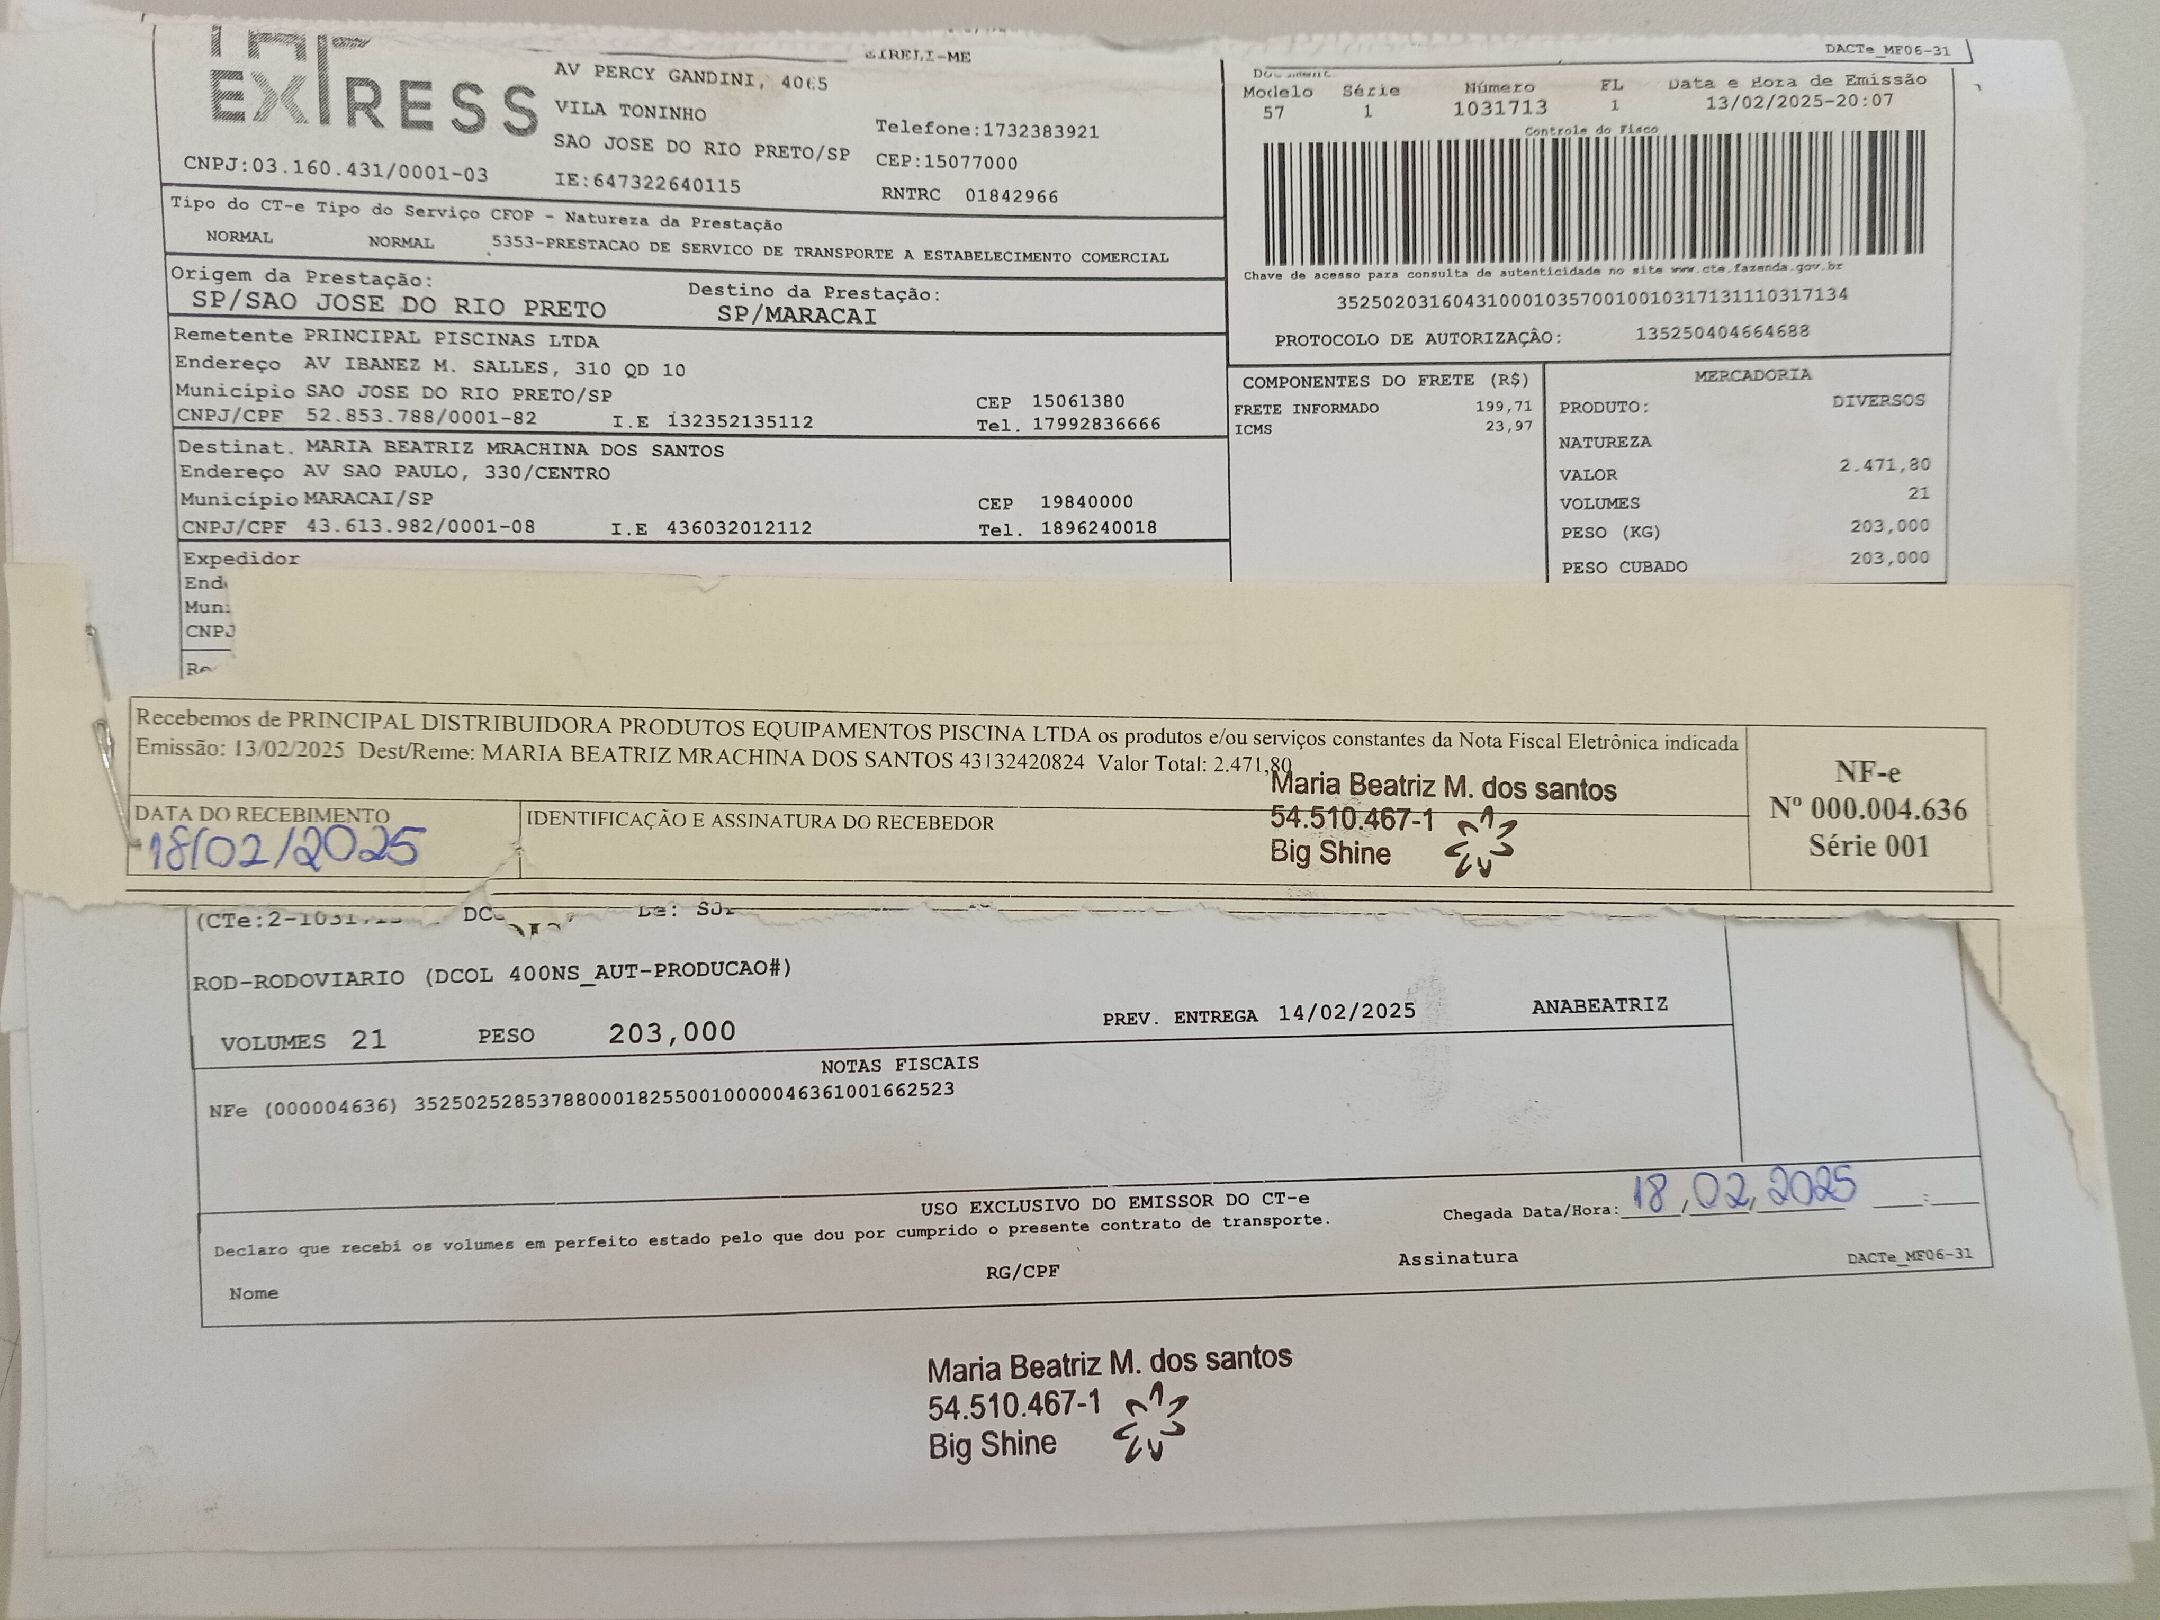 EXPRESS
EIRELI-ME
AV PERCY GANDINI, 4065
VILA TONINHO
SAO JOSE DO RIO PRETO/SP
Telefone:1732383921
CEP:15077000
CNPJ:03.160.431/0001-03
IE:647322640115
RNTRC 01842966
DACTe_MF06-31
Modelo Série Número FL Data e Hora de Emissão
57 1 1031713 1 13/02/2025-20:07
Controle do Fisco
Chave de acesso para consulta de autenticidade no site www.cte.fazenda.gov.br
35250203160431000103570010010317131110317134
PROTOCOLO DE AUTORIZAÇÃO: 135250404664688
Tipo do CT-e Tipo do Serviço CFOP - Natureza da Prestação
NORMAL NORMAL 5353-PRESTACAO DE SERVICO DE TRANSPORTE A ESTABELECIMENTO COMERCIAL
Origem da Prestação: Destino da Prestação:
SP/SAO JOSE DO RIO PRETO SP/MARACAI
Remetente PRINCIPAL PISCINAS LTDA
Endereço AV IBANEZ M. SALLES, 310 QD 10
Município SAO JOSE DO RIO PRETO/SP CEP 15061380
CNPJ/CPF 52.853.788/0001-82 I.E 132352135112 Tel. 17992836666
Destinat. MARIA BEATRIZ MRACHINA DOS SANTOS
Endereço AV SAO PAULO, 330/CENTRO
Município MARACAI/SP CEP 19840000
CNPJ/CPF 43.613.982/0001-08 I.E 436032012112 Tel. 1896240018
Expedidor
End
Mun:
CNPJ
COMPONENTES DO FRETE (R$)
FRETE INFORMADO 199,71
ICMS 23,97
MERCADORIA
PRODUTO: DIVERSOS
NATUREZA
VALOR 2.471,80
VOLUMES 21
PESO (KG) 203,000
PESO CUBADO 203,000
Recebemos de PRINCIPAL DISTRIBUIDORA PRODUTOS EQUIPAMENTOS PISCINA LTDA os produtos e/ou serviços constantes da Nota Fiscal Eletrônica indicada
Emissão: 13/02/2025 Dest/Reme: MARIA BEATRIZ MRACHINA DOS SANTOS 43132420824 Valor Total: 2.471,80
DATA DO RECEBIMENTO
18/02/2025
IDENTIFICAÇÃO E ASSINATURA DO RECEBEDOR
Maria Beatriz M. dos santos
54.510.467-1
Big Shine
NF-e
Nº 000.004.636
Série 001
ROD-RODOVIARIO (DCOL 400NS_AUT-PRODUCAO#)
VOLUMES 21 PESO 203,000 PREV. ENTREGA 14/02/2025 ANABEATRIZ
NOTAS FISCAIS
NFe (000004636) 35250252853788000182550010000046361001662523
USO EXCLUSIVO DO EMISSOR DO CT-e
Declaro que recebi os volumes em perfeito estado pelo que dou por cumprido o presente contrato de transporte.
Chegada Data/Hora: 18,02,2025
Nome RG/CPF Assinatura
DACTe_MF06-31
Maria Beatriz M. dos santos
54.510.467-1
Big Shine